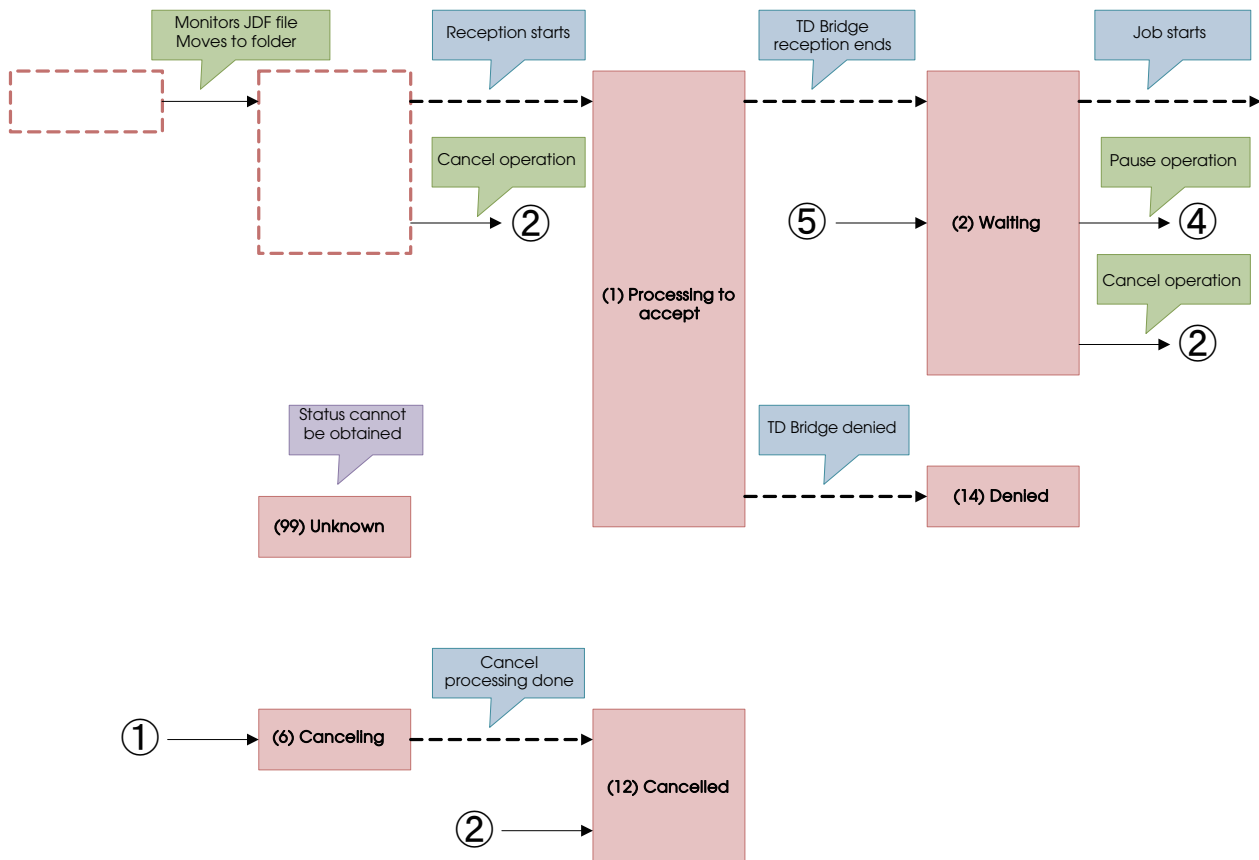 Monitors JDF file
Moves to folder
Reception starts
TD Bridge
reception ends
Job starts
Cancel operation
②
Pause operation
⑤
(2) Waiting
④
Cancel operation
②
(1) Processing to
accept
Status cannot
be obtained
TD Bridge denied
(99) Unknown
(14) Denied
Cancel
processing done
①
(6) Canceling
(12) Cancelled
②